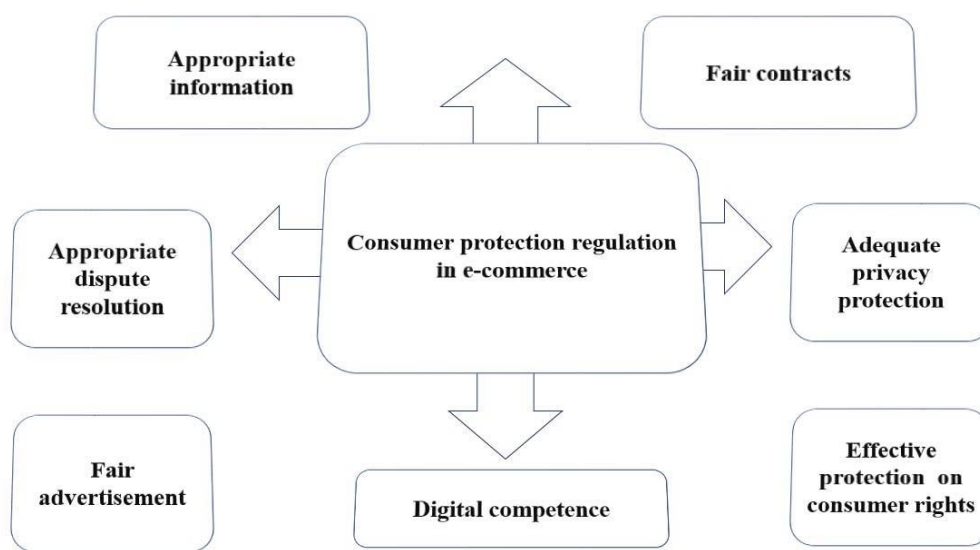 Appropriate
information
Fair contracts
Consumer protection regulation
in e-commerce
Appropriate
dispute
resolution
Adequate
privacy
protection
Fair
advertisement
Digital competence
Effective
protection on
consumer rights